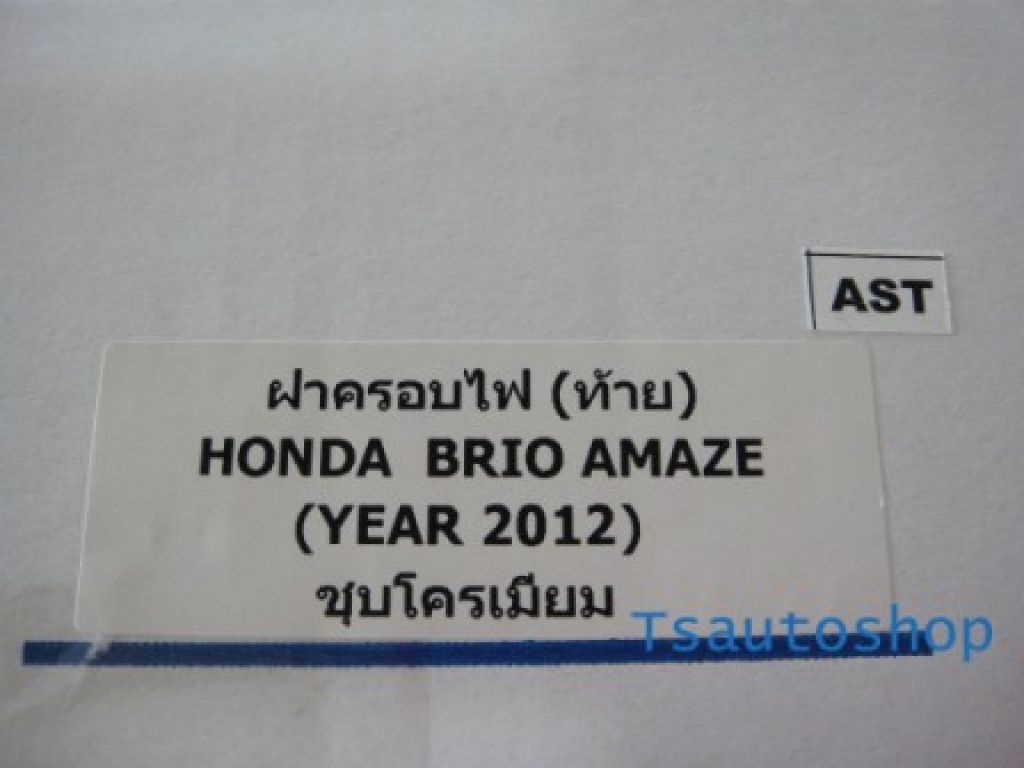 AST
ฝาครอบไฟ (ท้าย)
HONDA BRIO AMAZE
(YEAR 2012)
ชุบโครเมียม
Tsautoshop